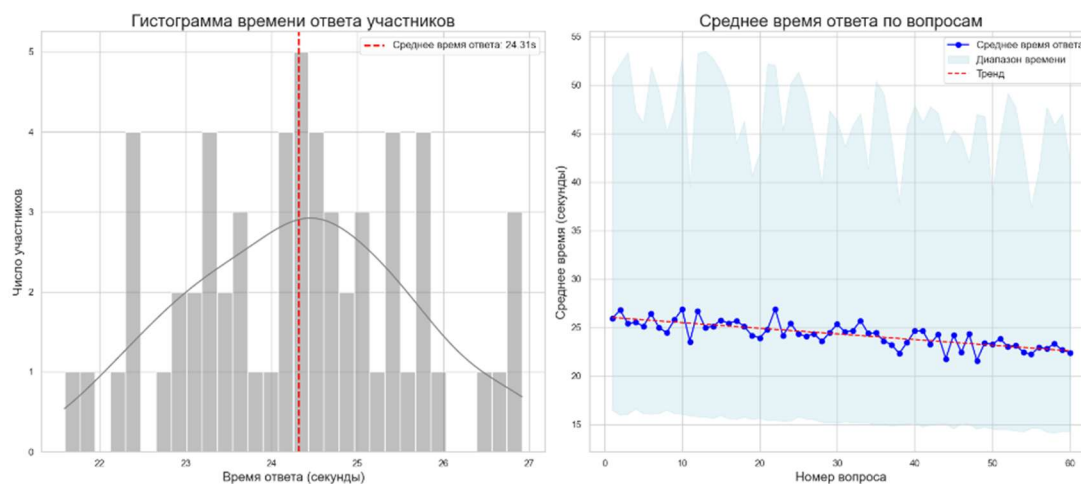 Гистограмма времени ответа участников
Среднее время ответа: 24.31s
Число участников
5
4
3
2
1
0
22
23
24
25
26
27
Время ответа (секунды)
Среднее время ответа по вопросам
Среднее время ответа
Диапазон времени
Тренд
Среднее время (секунды)
55
50
45
40
35
30
25
20
15
0
10
20
30
40
50
60
Номер вопроса